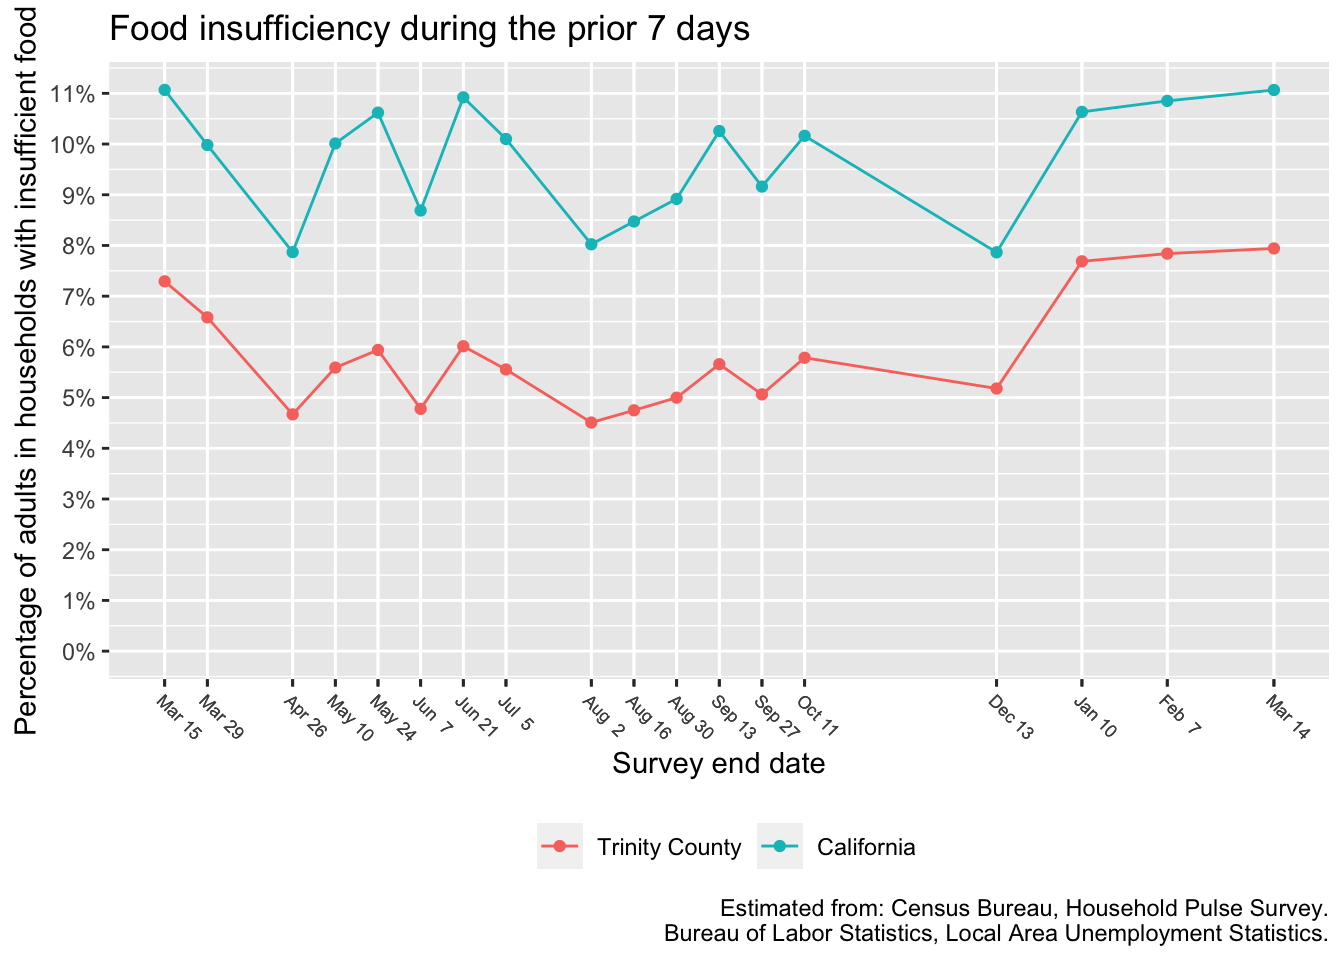 Food insufficiency during the prior 7 days
Percentage of adults in households with insufficient food
11%
10%
9%
8%
7%
6%
5%
4%
3%
2%
1%
0%
Mar 15
Mar 29
Apr 26
May 10
May 24
Jun 7
Jun 21
Jul 5
Aug 2
Aug 16
Aug 30
Sep 13
Sep 27
Oct 11
Dec 13
Jan 10
Feb 7
Mar 14
Survey end date
Trinity County
California
Estimated from: Census Bureau, Household Pulse Survey.
Bureau of Labor Statistics, Local Area Unemployment Statistics.